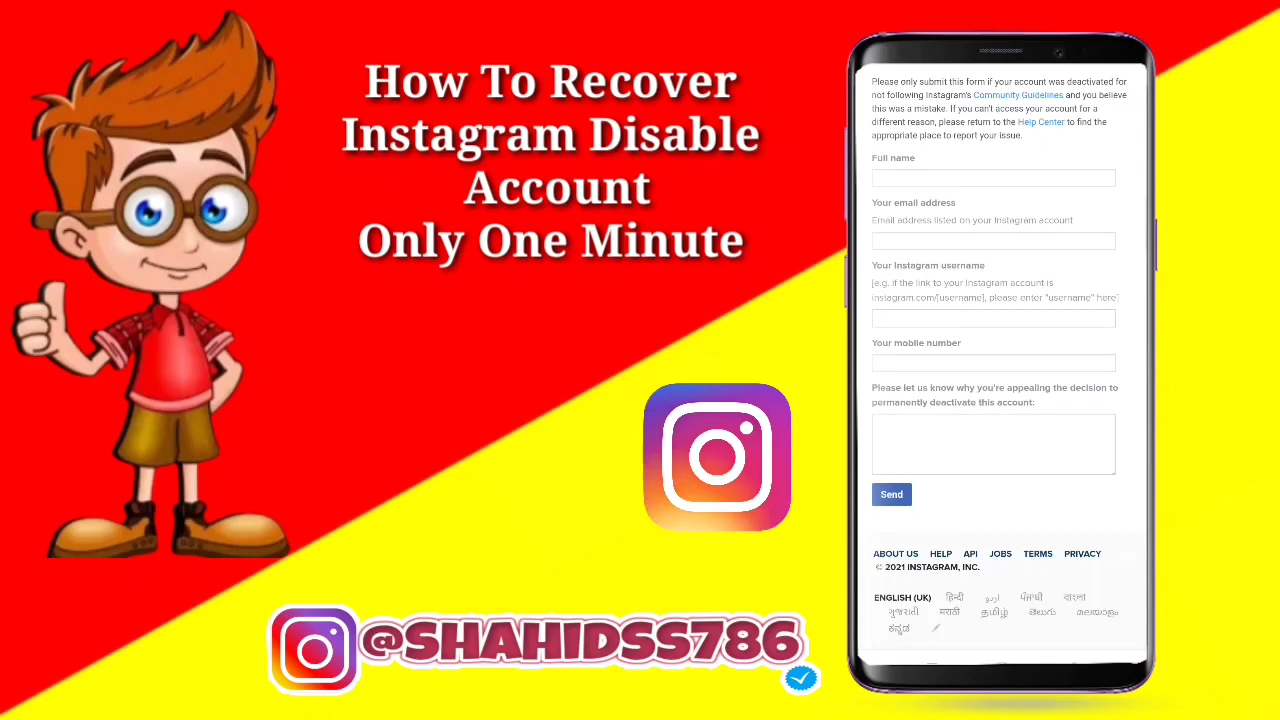 How To Recover
Instagram Disable
Account
Only One Minute
@SHAHIDSS786
Please only submit this form if your account was deactivated for
not following Instagram's Community Guidelines and you believe
this was a mistake. If you can't access your account for a
different reason, please return to the Help Center to find the
appropriate place to report your issue.
Full name
Your email address
Email address listed on your Instagram account
Your Instagram username
[e.g. if the link to your Instagram account is
instagram.com/[username], please enter "username" here]
Your mobile number
Please let us know why you're appealing the decision to
permanently deactivate this account:
Send
ABOUT US HELP API JOBS TERMS PRIVACY
© 2021 INSTAGRAM, INC.
ENGLISH (UK) हिन्दी اردو ਪੰਜਾਬੀ বাংলা
ગુજરાતી मराठी தமிழ் తెలుగు മലയാളം
ಕನ್ನಡ